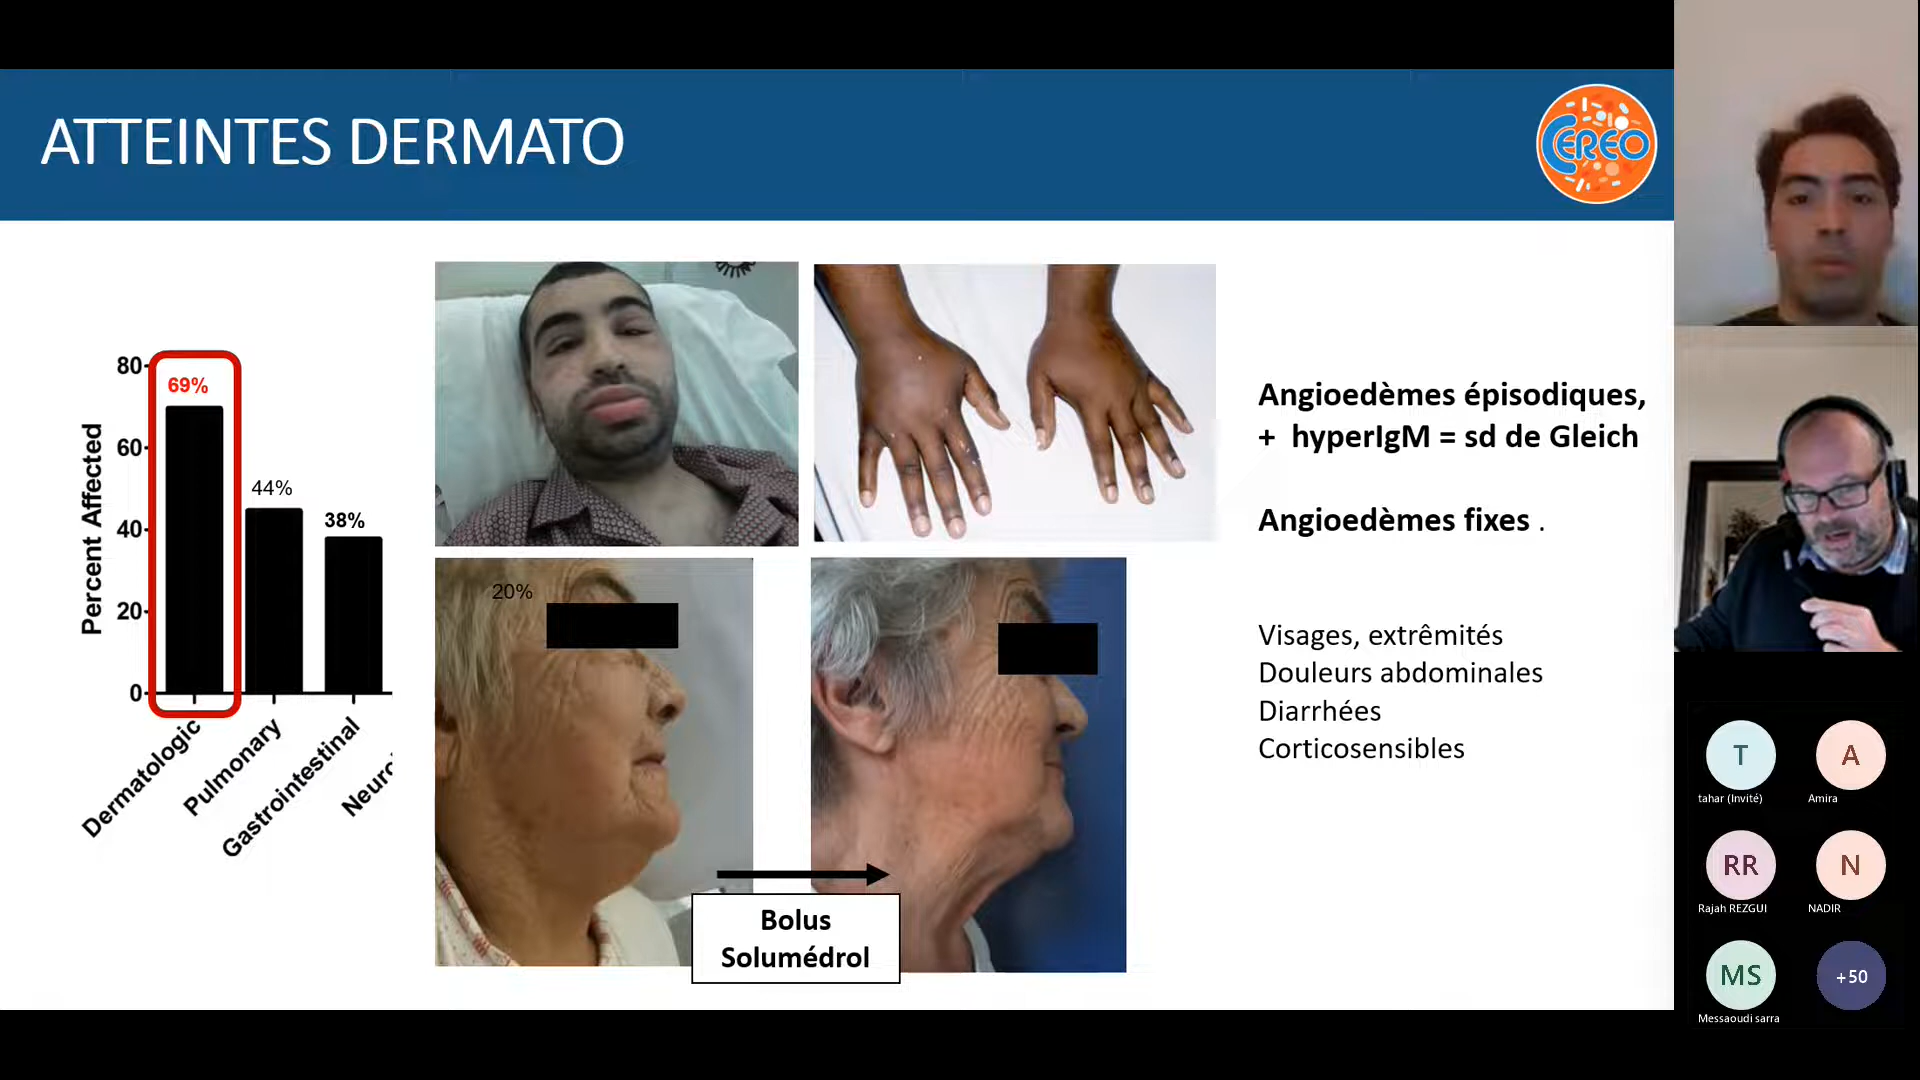 ATTEINTES DERMATO
CEREO
Percent Affected
80
60
40
20
0
69%
44%
38%
Dermatologic
Pulmonary
Gastrointestinal
Neuro
20%
Bolus
Solumédrol
Angioedèmes épisodiques,
+ hyperIgM = sd de Gleich
Angioedèmes fixes .
Visages, extrêmités
Douleurs abdominales
Diarrhées
Corticosensibles
T
tahar (Invité)
A
Amira
RR
Rajah REZGUI
N
NADIR
MS
Messaoudi sarra
+50